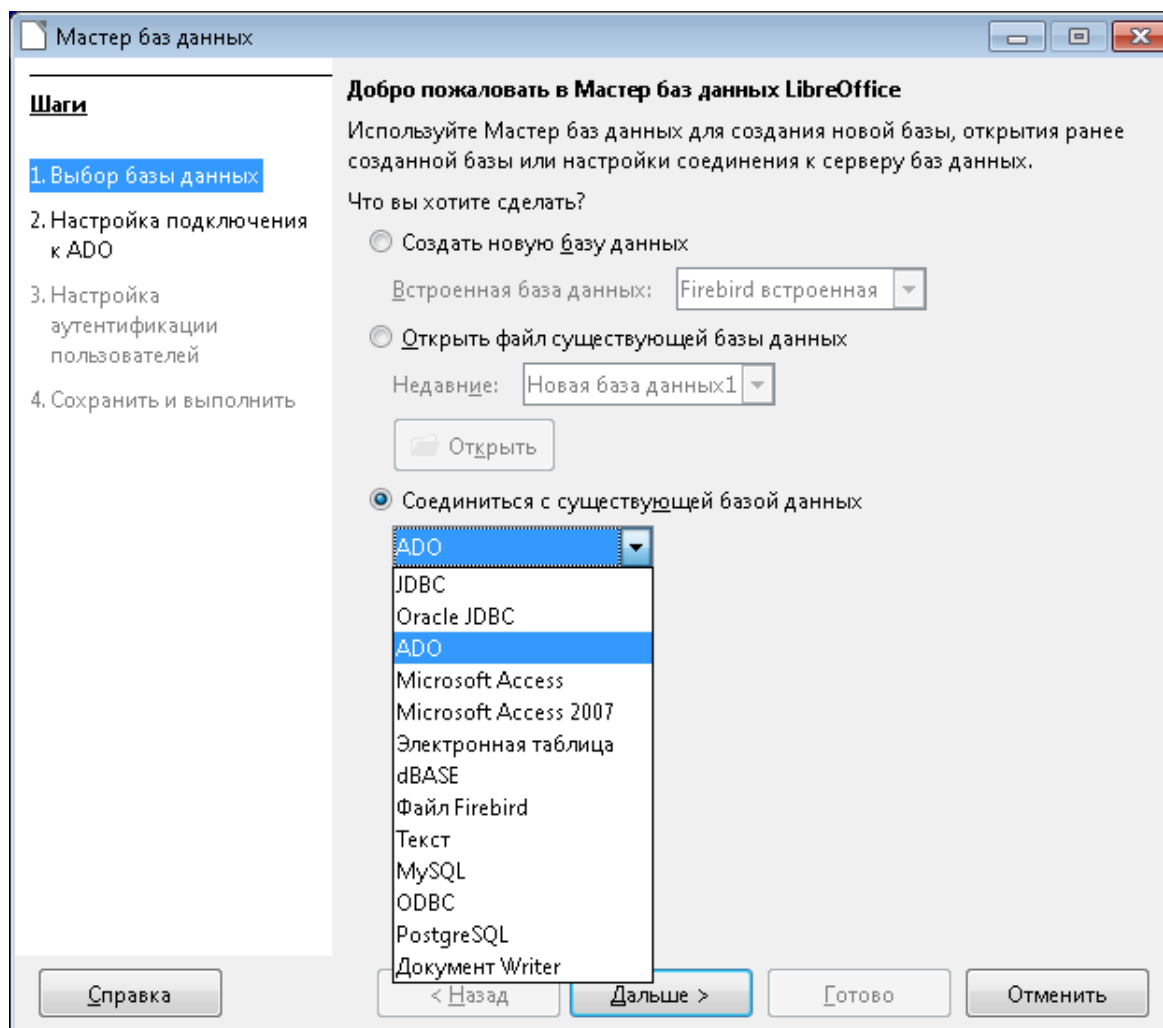 Мастер баз данных
Шаги
1. Выбор базы данных
2. Настройка подключения
к ADO
3. Настройка
аутентификации
пользователей
4. Сохранить и выполнить
Добро пожаловать в Мастер баз данных LibreOffice
Используйте Мастер баз данных для создания новой базы, открытия ранее
созданной базы или настройки соединения к серверу баз данных.
Что вы хотите сделать?
Создать новую базу данных
Встроенная база данных: Firebird встроенная
Открыть файл существующей базы данных
Недавние: Новая база данных1
Открыть
Соединиться с существующей базой данных
ADO
JDBC
Oracle JDBC
ADO
Microsoft Access
Microsoft Access 2007
Электронная таблица
dBASE
Файл Firebird
Текст
MySQL
ODBC
PostgreSQL
Документ Writer
Справка
< Назад
Дальше >
Готово
Отменить